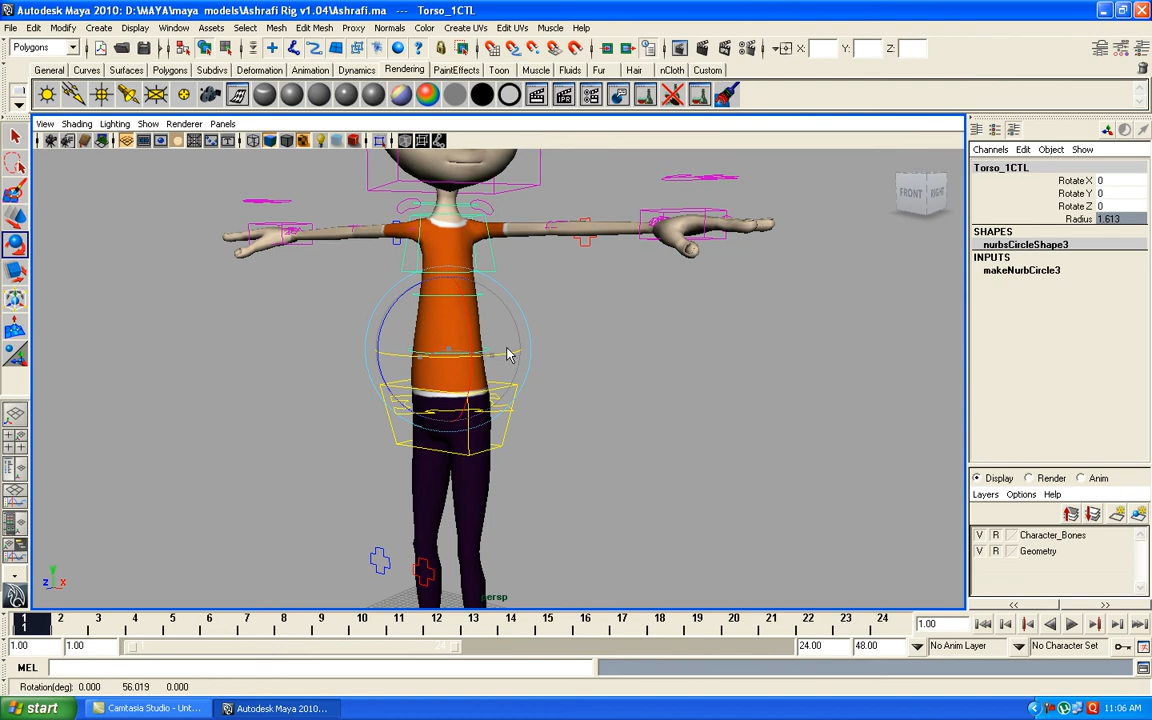 Autodesk Maya 2010: D:\MAYA\maya models\Ashrafi Rig v1.04\Ashrafi.ma --- Torso_1CTL
File Edit Modify Create Display Window Assets Select Mesh Edit Mesh Proxy Normals Color Create UVs Edit UVs Muscle Help
Polygons X: Y: Z:
General Curves Surfaces Polygons Subdivs Deformation Animation Dynamics Rendering PaintEffects Toon Muscle Fluids Fur Hair nCloth Custom
IPR
View Shading Lighting Show Renderer Panels
Channels Edit Object Show
Torso_1CTL
Rotate X 0
Rotate Y 0
Rotate Z 0
Radius 1.613
SHAPES
nurbsCircleShape3
INPUTS
makeNurbCircle3
FRONT RIGHT
Display Render Anim
Layers Options Help
V R Character_Bones
V R Geometry
y
z x
persp
<< >>
1 2 3 4 5 6 7 8 9 10 11 12 13 14 15 16 17 18 19 20 21 22 23 24
1
1.00
1.00 1.00 24 24.00 48.00 No Anim Layer No Character Set
MEL
Rotation(deg): 0.000 56.019 0.000
start Camtasia Studio - Unt... Autodesk Maya 2010... 11:06 AM